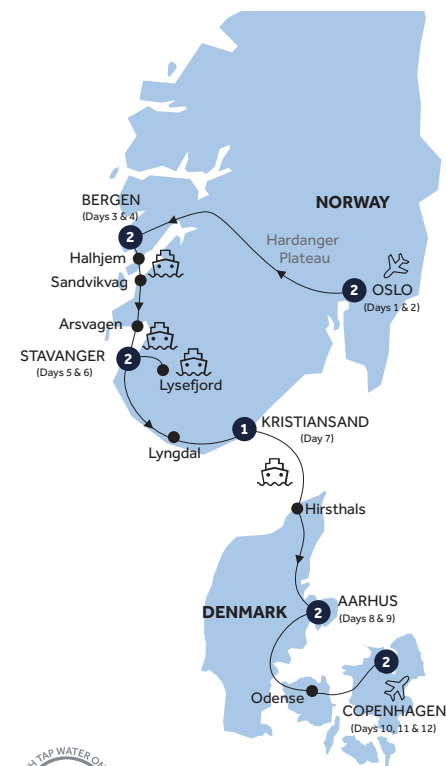 BERGEN
(Days 3 & 4)
NORWAY
2
Hardanger
Plateau
Halhjem
Sandvikvag
2
OSLO
(Days 1 & 2)
Arsvagen
STAVANGER
(Days 5 & 6)
2
Lysefjord
1
KRISTIANSAND
(Day 7)
Lyngdal
Hirsthals
DENMARK
2
AARHUS
(Days 8 & 9)
2
Odense
COPENHAGEN
(Days 10, 11 & 12)
TAP WATER